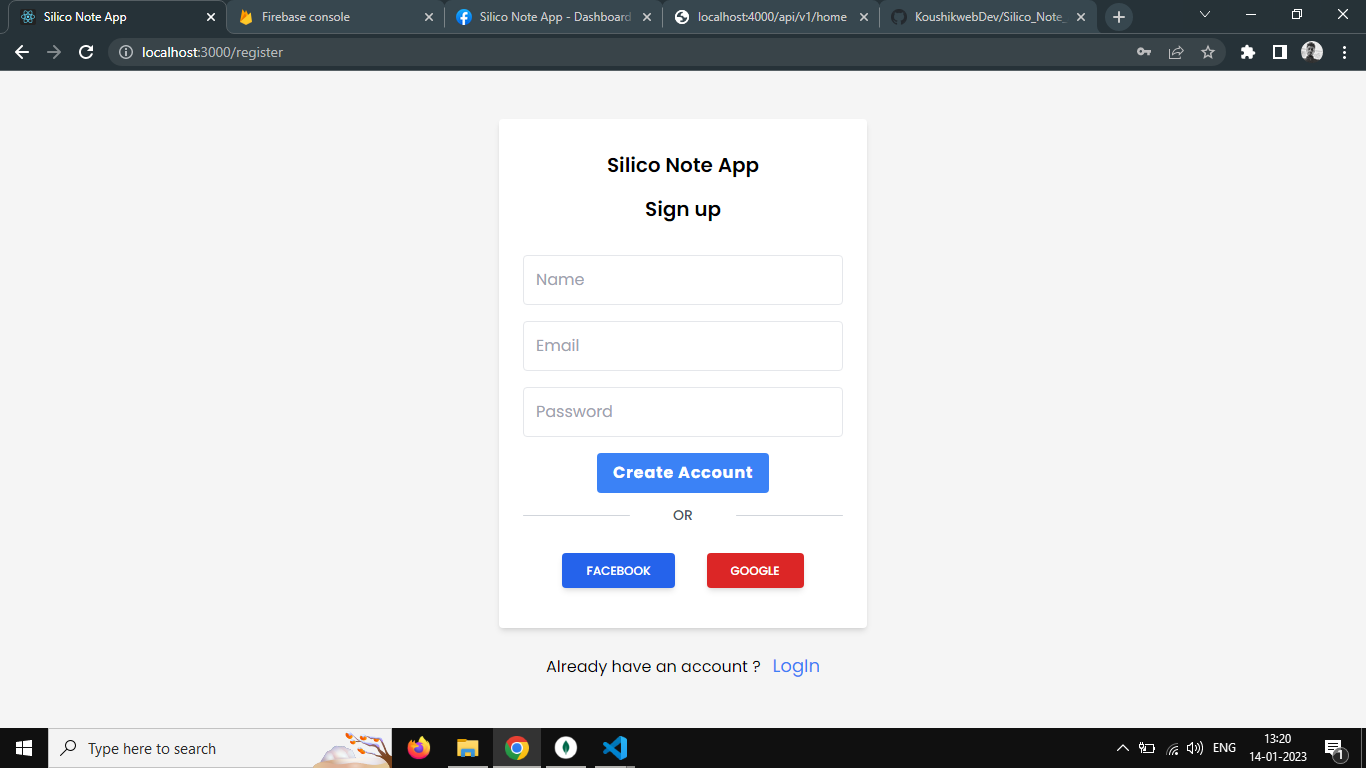 Silico Note App
Firebase console
Silico Note App - Dashboard
localhost:4000/api/v1/home
KoushikwebDev/Silico_Note_
localhost:3000/register
Silico Note App
Sign up
Name
Email
Password
Create Account
OR
FACEBOOK
GOOGLE
Already have an account ? LogIn
Type here to search
ENG
13:20
14-01-2023
1